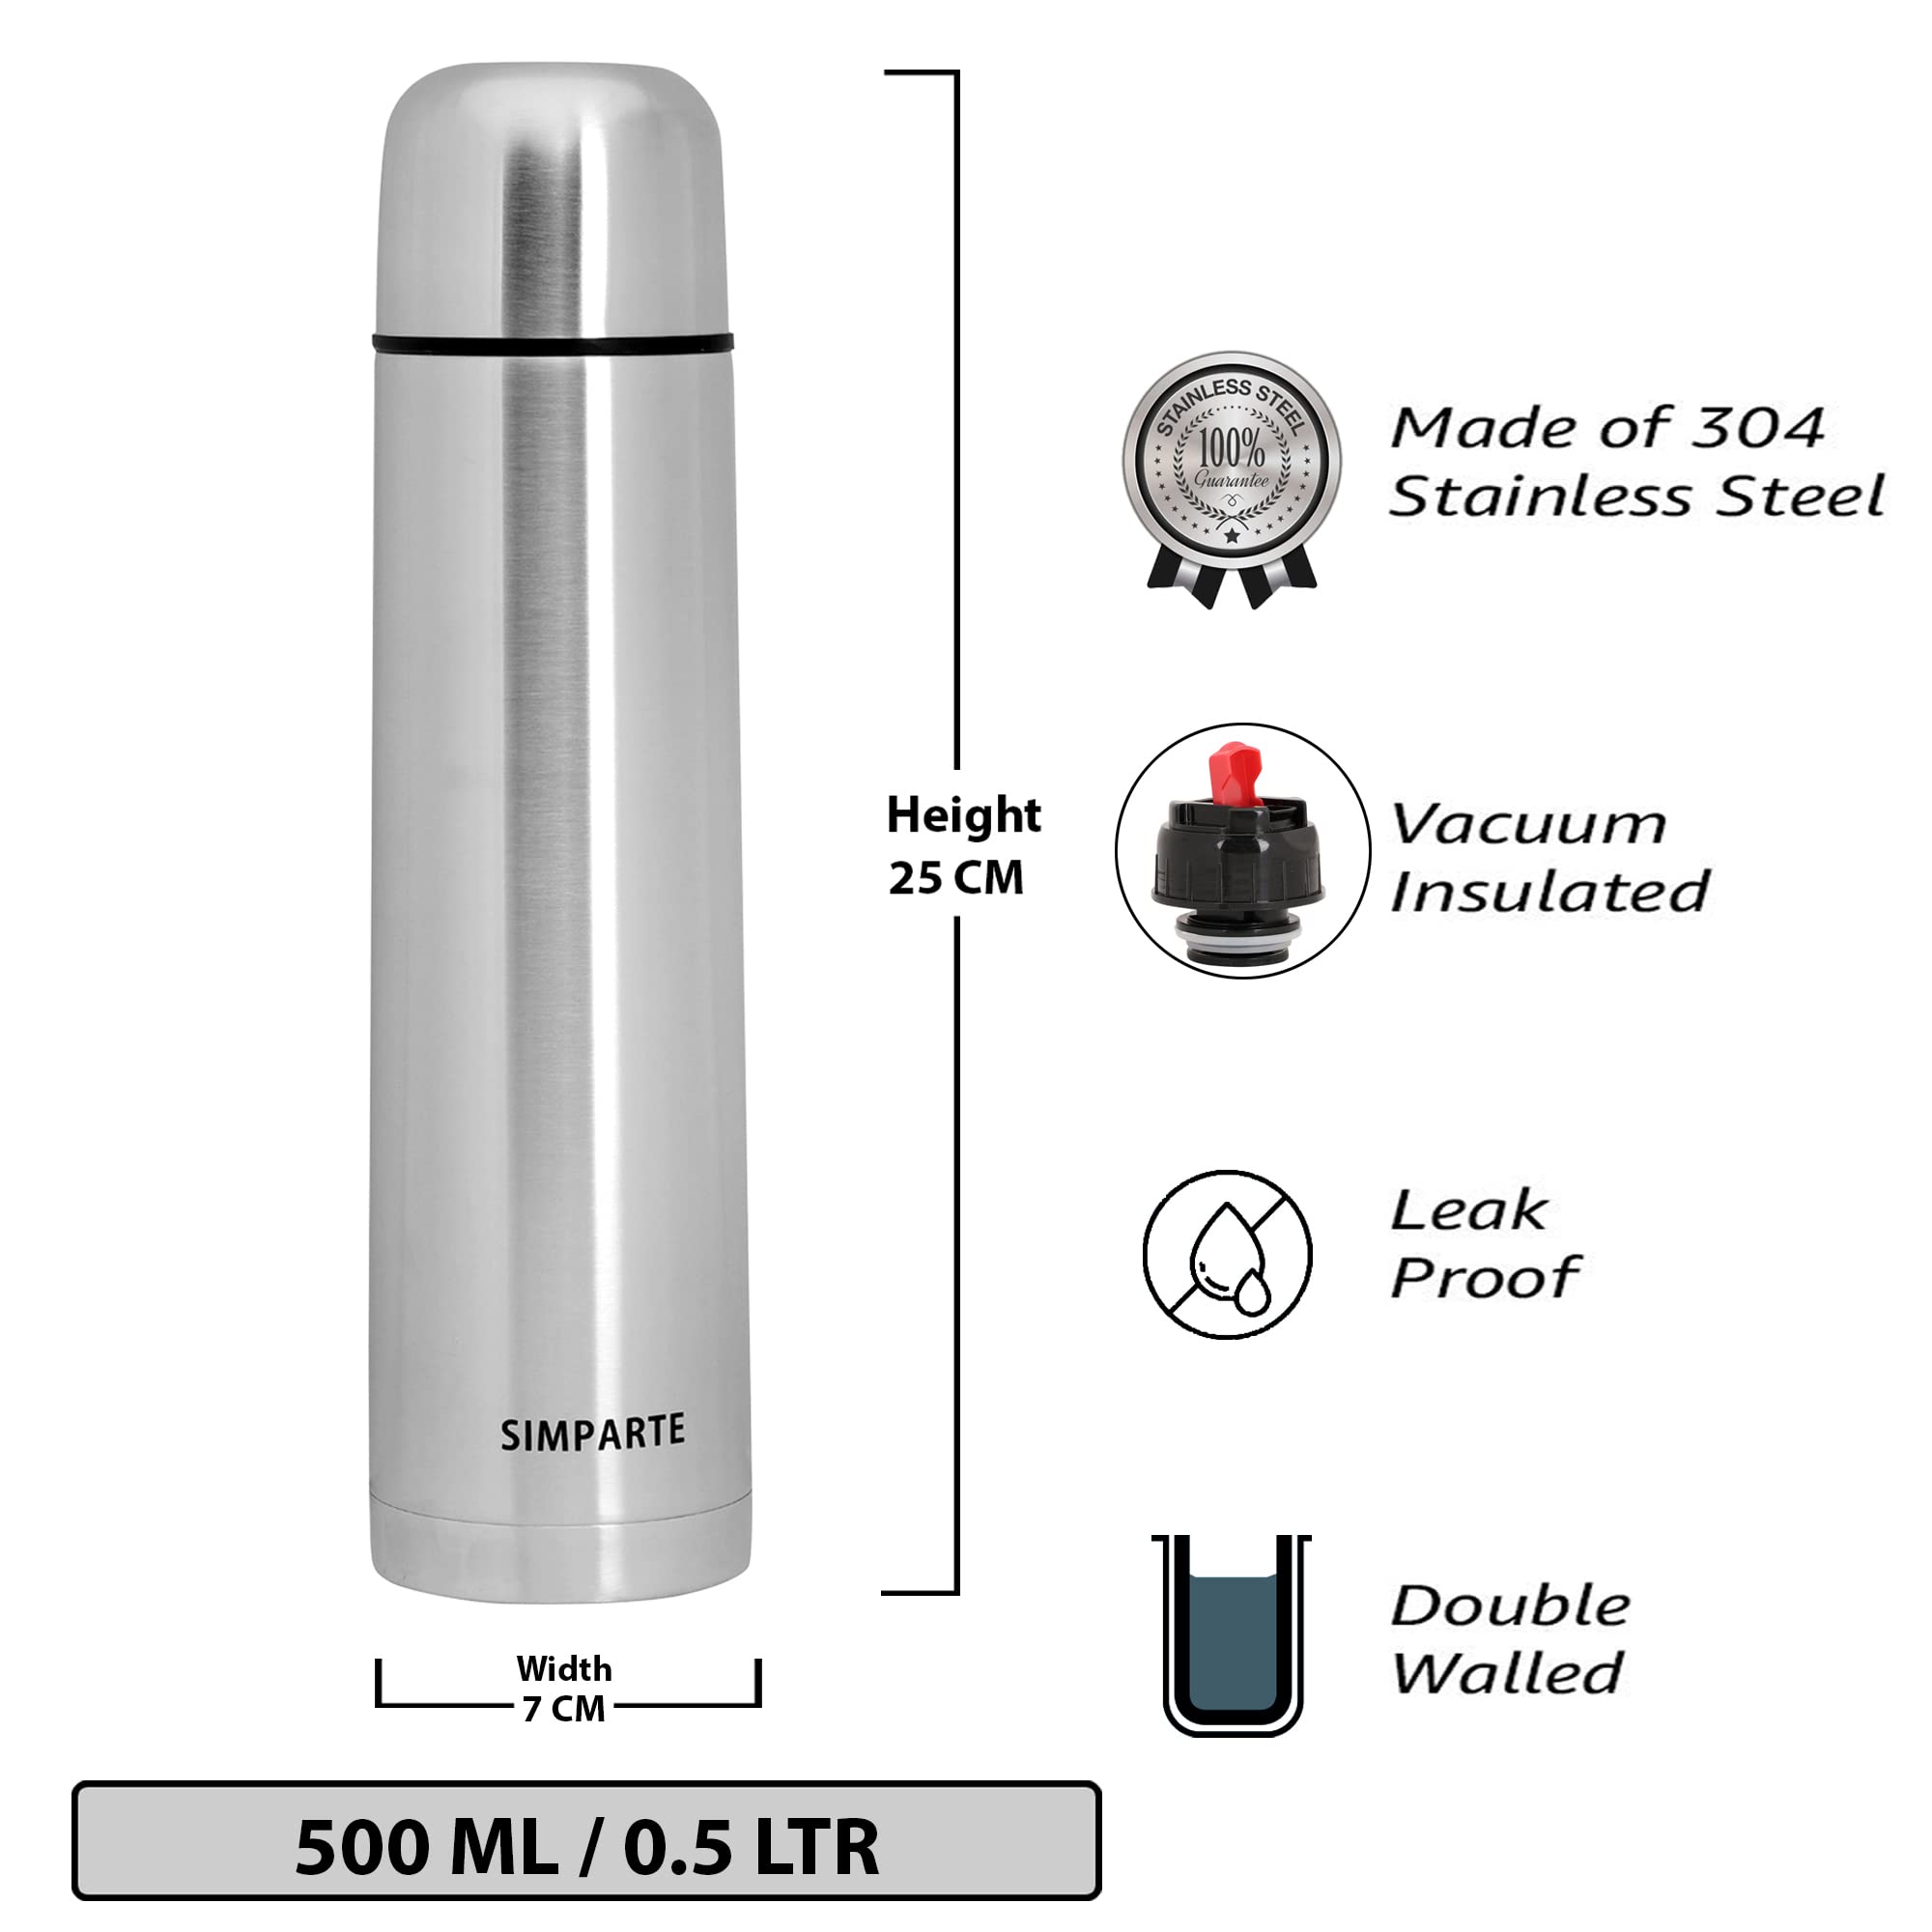 STAINLESS STEEL
100%
Guarantee
Made of 304
Stainless Steel
Height
25 CM
Vacuum
Insulated
Leak
Proof
SIMPARTE
Double
Walled
Width
7 CM
500 ML / 0.5 LTR